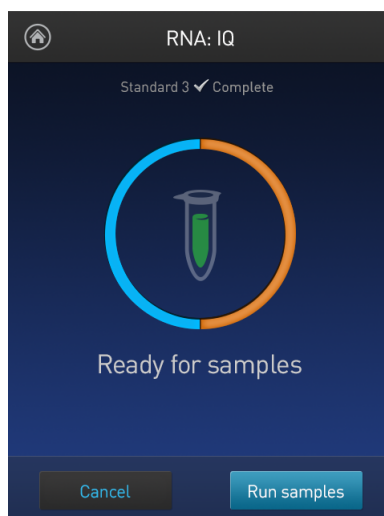 RNA: IQ
Standard 3 ✔ Complete
Ready for samples
Cancel
Run samples